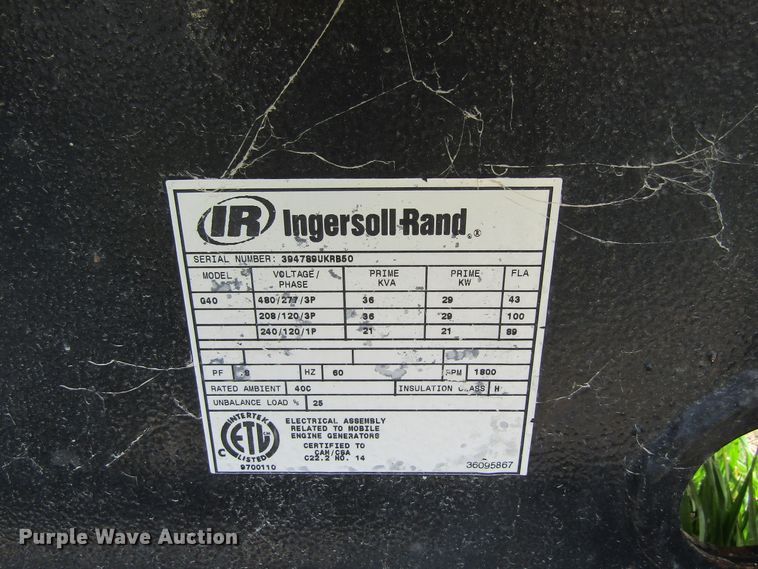 IR Ingersoll-Rand®
SERIAL NUMBER: 394789UKRB50
MODEL VOLTAGE/ PHASE PRIME KVA PRIME KW FLA
G40 480/277/3P 36 29 43
208/120/3P 36 29 100
240/120/1P 21 21 89
PF .8 HZ 60 RPM 1800
RATED AMBIENT 40C INSULATION CLASS H
UNBALANCE LOAD % 25
INTERTEK
ETL
LISTED
C
9700110
ELECTRICAL ASSEMBLY
RELATED TO MOBILE
ENGINE GENERATORS
CERTIFIED TO
CAN/CSA
C22.2 NO. 14
36095867
Purple Wave Auction